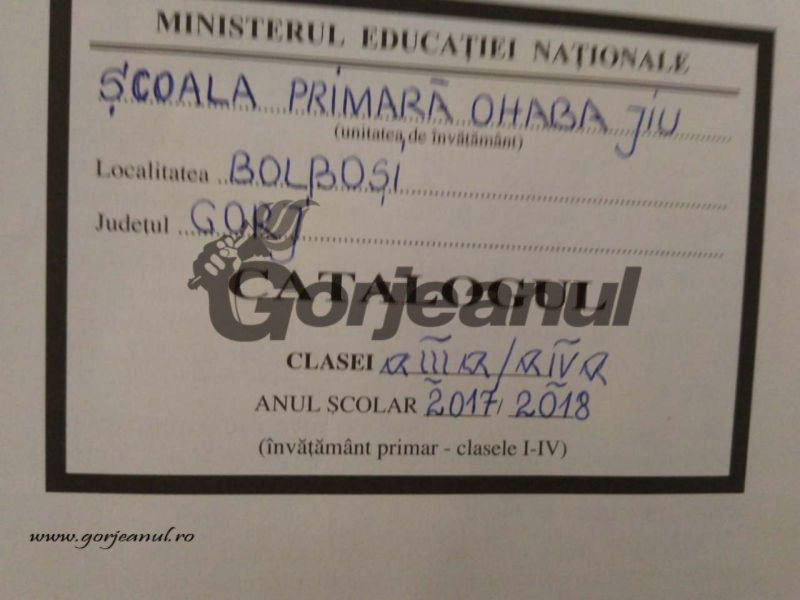 MINISTERUL EDUCAȚIEI NAȚIONALE
ȘCOALA PRIMARĂ OHABA JIU
(unitatea de învățământ)
Localitatea BOLBOȘI
Județul GORJ
CATALOGUL
Gorjeanul
CLASEI a III a / a IV a
ANUL ȘCOLAR 2017/ 2018
(învățământ primar - clasele I-IV)
www.gorjeanul.ro